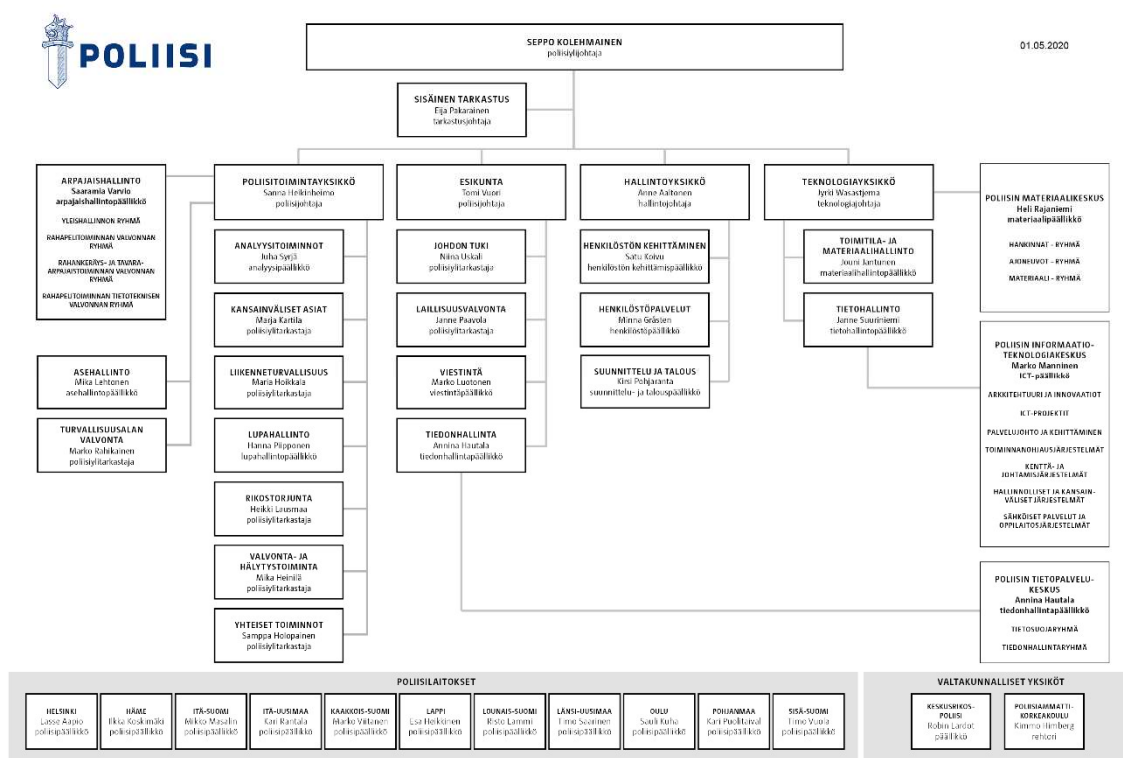 POLIISI
SEPPO KOLEHMAINEN
poliisiylijohtaja
01.05.2020
SISÄINEN TARKASTUS
Eija Pakarainen
tarkastusjohtaja
ARPAJAISHALLINTO
Saaramia Varvio
arpajaishallintopäällikkö
YLEISHALLINNON RYHMÄ
RAHAPELITOIMINNAN VALVONNAN
RYHMÄ
RAHANKERÄYS- JA TAVARA-
ARPAJAISTOIMINNAN VALVONNAN
RYHMÄ
RAHAPELITOIMINNAN TIETOTEKNISEN
VALVONNAN RYHMÄ
ASEHALLINTO
Mika Lehtonen
asehallintopäällikkö
TURVALLISUUSALAN
VALVONTA
Marko Rahikainen
poliisiylitarkastaja
POLIISITOIMINTAYKSIKKÖ
Sanna Heikinheimo
poliisijohtaja
ANALYYSITOIMINNOT
Juha Syrjä
analyysipäällikkö
KANSAINVÄLISET ASIAT
Marja Kartila
poliisiylitarkastaja
LIIKENNETURVALLISUUS
Maria Hoikkala
poliisiylitarkastaja
LUPAHALLINTO
Hanna Piipponen
lupahallintopäällikkö
RIKOSTORJUNTA
Heikki Lausmaa
poliisiylitarkastaja
VALVONTA- JA
HÄLYTYSTOIMINTA
Mika Heinilä
poliisiylitarkastaja
YHTEISET TOIMINNOT
Samppa Holopainen
poliisiylitarkastaja
ESIKUNTA
Tomi Vuori
poliisijohtaja
JOHDON TUKI
Niina Uskali
poliisiylitarkastaja
LAILLISUUSVALVONTA
Janne Paavola
poliisiylitarkastaja
VIESTINTÄ
Marko Luotonen
viestintäpäällikkö
TIEDONHALLINTA
Annina Hautala
tiedonhallintapäällikkö
HALLINTOYKSIKKÖ
Anne Aaltonen
hallintojohtaja
HENKILÖSTÖN KEHITTÄMINEN
Satu Koivu
henkilöstön kehittämispäällikkö
HENKILÖSTÖPALVELUT
Minna Gråsten
henkilöstöpäällikkö
SUUNNITTELU JA TALOUS
Kirsi Pohjaranta
suunnittelu- ja talouspäällikkö
TEKNOLOGIAYKSIKKÖ
Jyrki Wasastjerna
teknologiajohtaja
TOIMITILA- JA
MATERIAALIHALLINTO
Jouni Jantunen
materiaalihallintopäällikkö
TIETOHALLINTO
Janne Suuriniemi
tietohallintopäällikkö
POLIISIN MATERIAALIKESKUS
Heli Rajaniemi
materiaalipäällikkö
HANKINNAT - RYHMÄ
AJONEUVOT - RYHMÄ
MATERIAALI - RYHMÄ
POLIISIN INFORMAATIO-
TEKNOLOGIAKESKUS
Marko Manninen
ICT-päällikkö
ARKKITEHTUURI JA INNOVAATIOT
ICT-PROJEKTIT
PALVELUJOHTO JA KEHITTÄMINEN
TOIMINNANOHJAUSJÄRJESTELMÄT
KENTTÄ- JA
JOHTAMISJÄRJESTELMÄT
HALLINNOLLISET JA KANSAIN-
VÄLISET JÄRJESTELMÄT
SÄHKÖISET PALVELUT JA
OPPILAITOSJÄRJESTELMÄT
POLIISIN TIETOPALVELU-
KESKUS
Annina Hautala
tiedonhallintapäällikkö
TIETOSUOJARYHMÄ
TIEDONHALLINTARYHMÄ
POLIISILAITOKSET
HELSINKI
Lasse Aapio
poliisipäällikkö
HÄME
Ilkka Koskimäki
poliisipäällikkö
ITÄ-SUOMI
Mikko Masalin
poliisipäällikkö
ITÄ-UUSIMAA
Kari Rantala
poliisipäällikkö
KAAKKOIS-SUOMI
Marko Viitanen
poliisipäällikkö
LAPPI
Esa Heikkinen
poliisipäällikkö
LOUNAIS-SUOMI
Risto Lammi
poliisipäällikkö
LÄNSI-UUSIMAA
Timo Saarinen
poliisipäällikkö
OULU
Sauli Kuha
poliisipäällikkö
POHJANMAA
Kari Puolitaival
poliisipäällikkö
SISÄ-SUOMI
Timo Vuola
poliisipäällikkö
VALTAKUNNALLISET YKSIKÖT
KESKUSRIKOS-
POLIISI
Robin Lardot
päällikkö
POLIISIAMMATTI-
KORKEAKOULU
Kimmo Himberg
rehtori